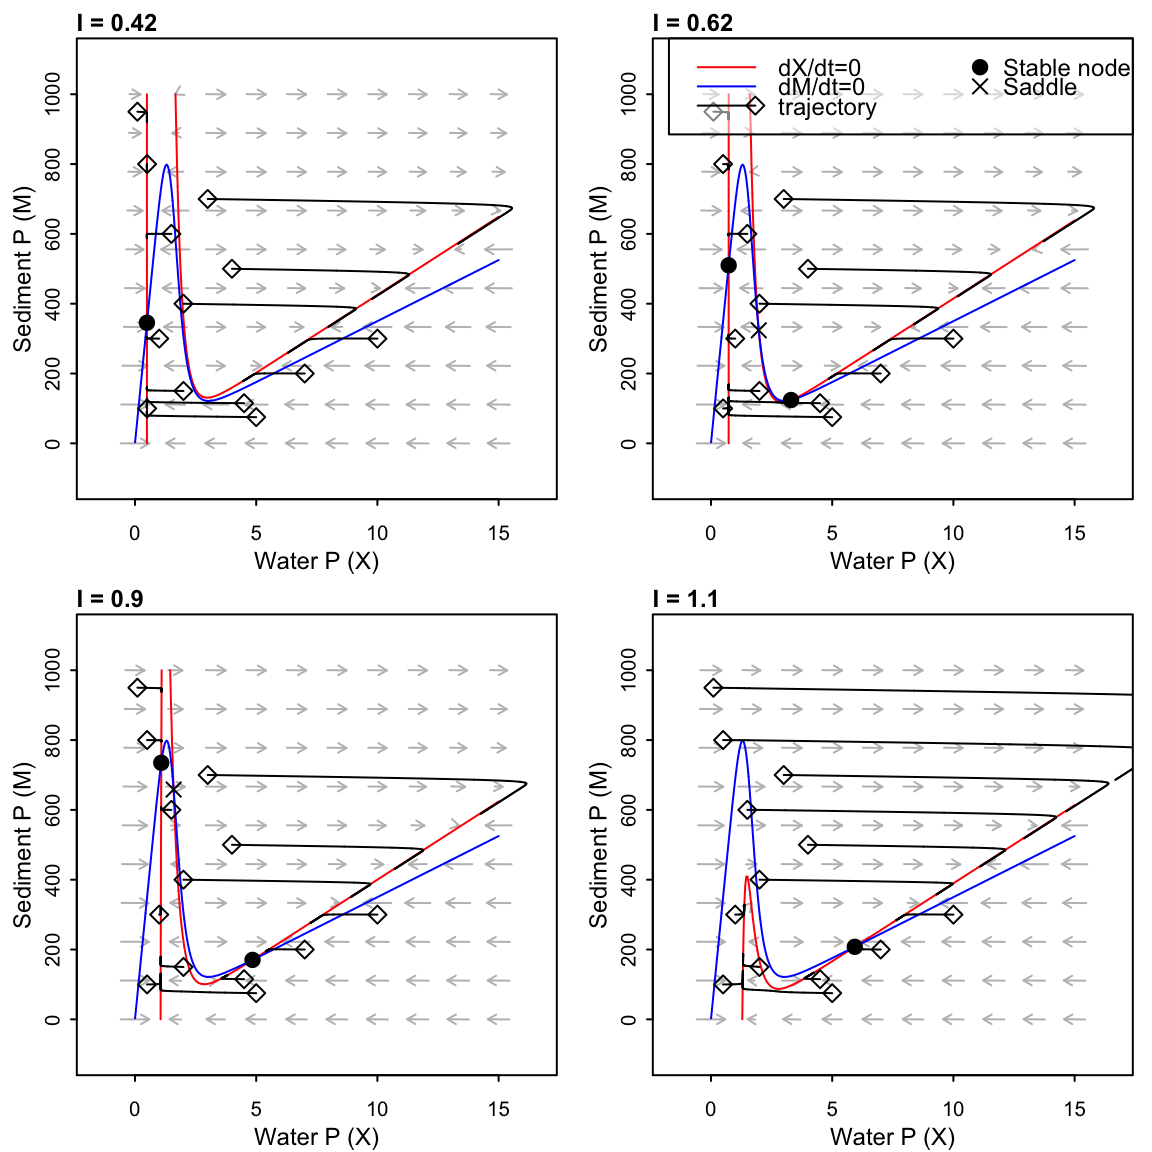 I = 0.42
1000
800
600
400
200
0
Sediment P (M)
0 5 10 15
Water P (X)
I = 0.62
dX/dt=0
dM/dt=0
trajectory
Stable node
Saddle
1000
800
600
400
200
0
Sediment P (M)
0 5 10 15
Water P (X)
I = 0.9
1000
800
600
400
200
0
Sediment P (M)
0 5 10 15
Water P (X)
I = 1.1
1000
800
600
400
200
0
Sediment P (M)
0 5 10 15
Water P (X)